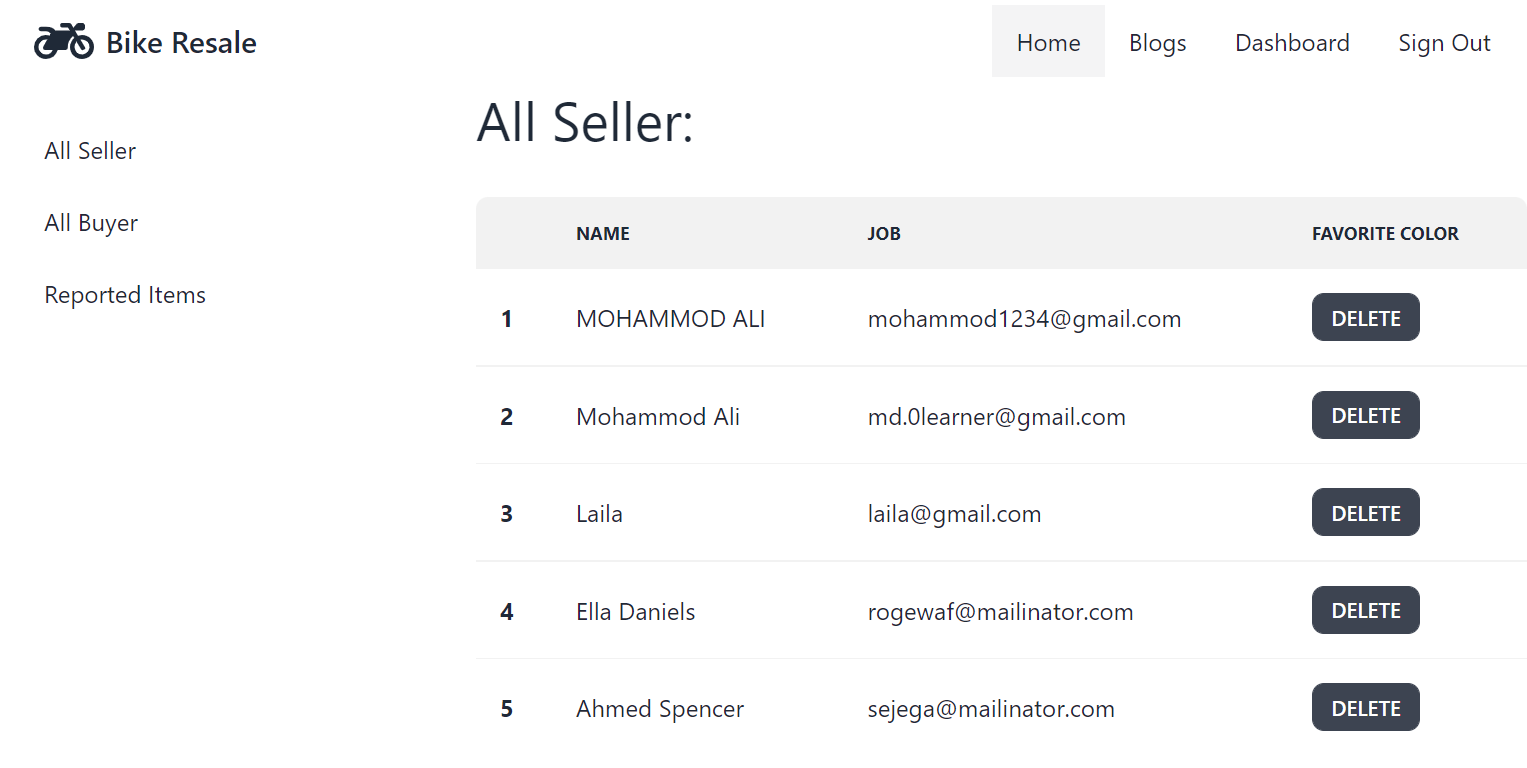 Bike Resale
Home Blogs Dashboard Sign Out
All Seller
All Buyer
Reported Items
All Seller:
NAME JOB FAVORITE COLOR
1 MOHAMMOD ALI mohammod1234@gmail.com DELETE
2 Mohammod Ali md.0learner@gmail.com DELETE
3 Laila laila@gmail.com DELETE
4 Ella Daniels rogewaf@mailinator.com DELETE
5 Ahmed Spencer sejega@mailinator.com DELETE